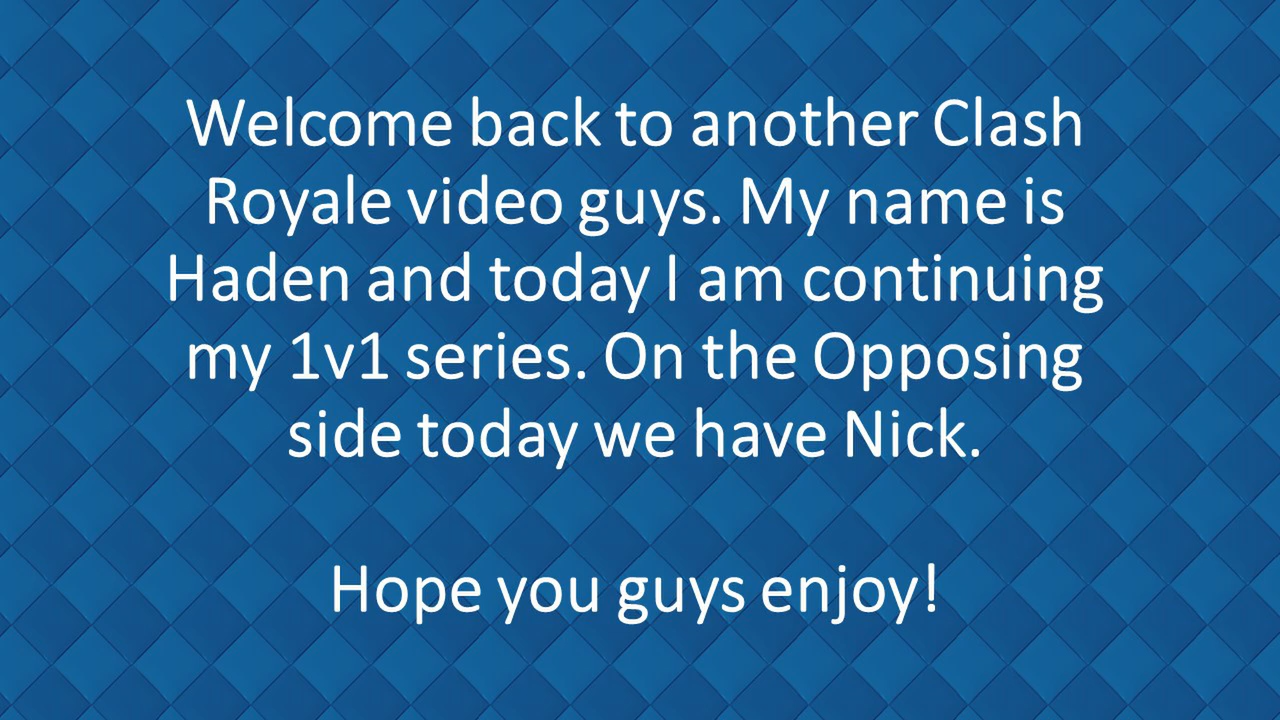 Welcome back to another Clash
Royale video guys. My name is
Haden and today I am continuing
my 1v1 series. On the Opposing
side today we have Nick.
Hope you guys enjoy!